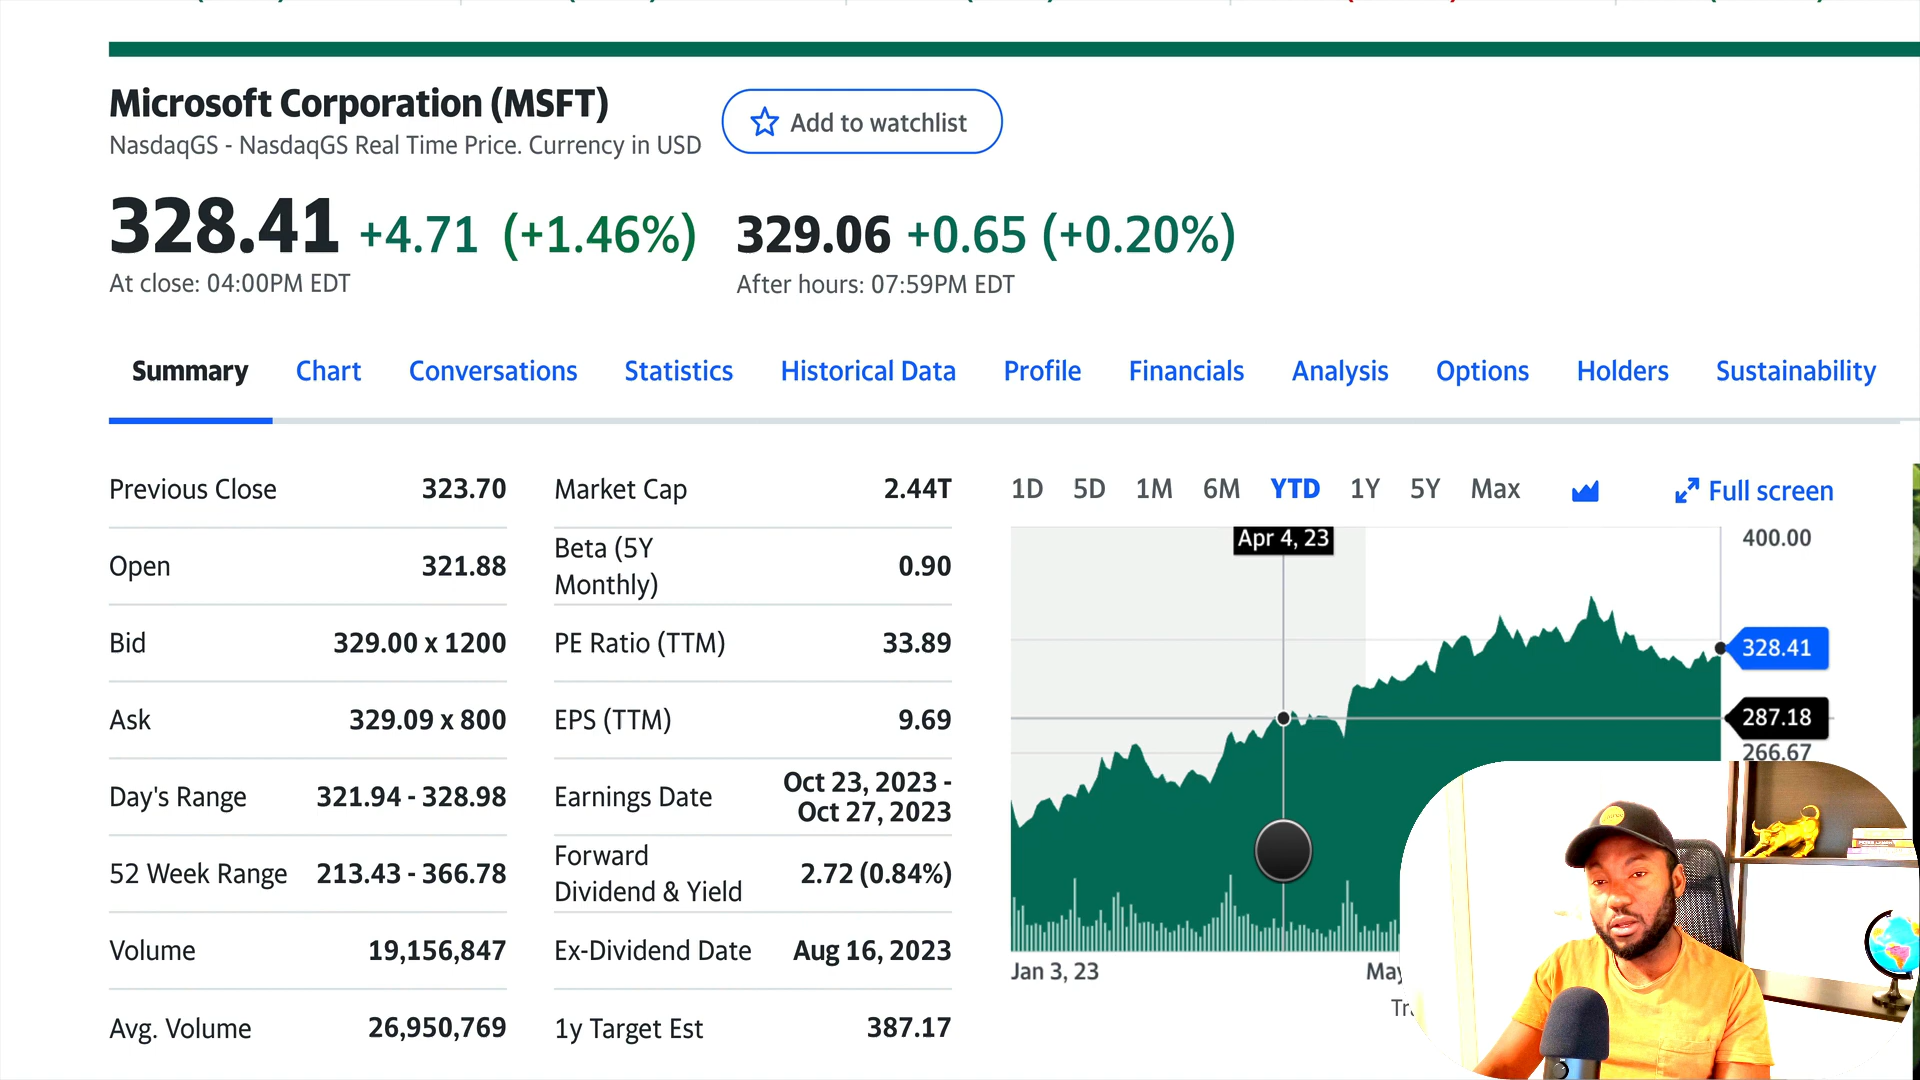 Microsoft Corporation (MSFT)
Add to watchlist
NasdaqGS - NasdaqGS Real Time Price. Currency in USD
328.41 +4.71 (+1.46%) 329.06 +0.65 (+0.20%)
At close: 04:00PM EDT After hours: 07:59PM EDT
Summary Chart Conversations Statistics Historical Data Profile Financials Analysis Options Holders Sustainability
Previous Close 323.70
Open 321.88
Bid 329.00 x 1200
Ask 329.09 x 800
Day's Range 321.94 - 328.98
52 Week Range 213.43 - 366.78
Volume 19,156,847
Avg. Volume 26,950,769
Market Cap 2.44T
Beta (5Y
Monthly) 0.90
PE Ratio (TTM) 33.89
EPS (TTM) 9.69
Earnings Date Oct 23, 2023 -
Oct 27, 2023
Forward
Dividend & Yield 2.72 (0.84%)
Ex-Dividend Date Aug 16, 2023
1y Target Est 387.17
1D 5D 1M 6M YTD 1Y 5Y Max Full screen
Apr 4, 23
400.00
328.41
287.18
266.67
Jan 3, 23 May